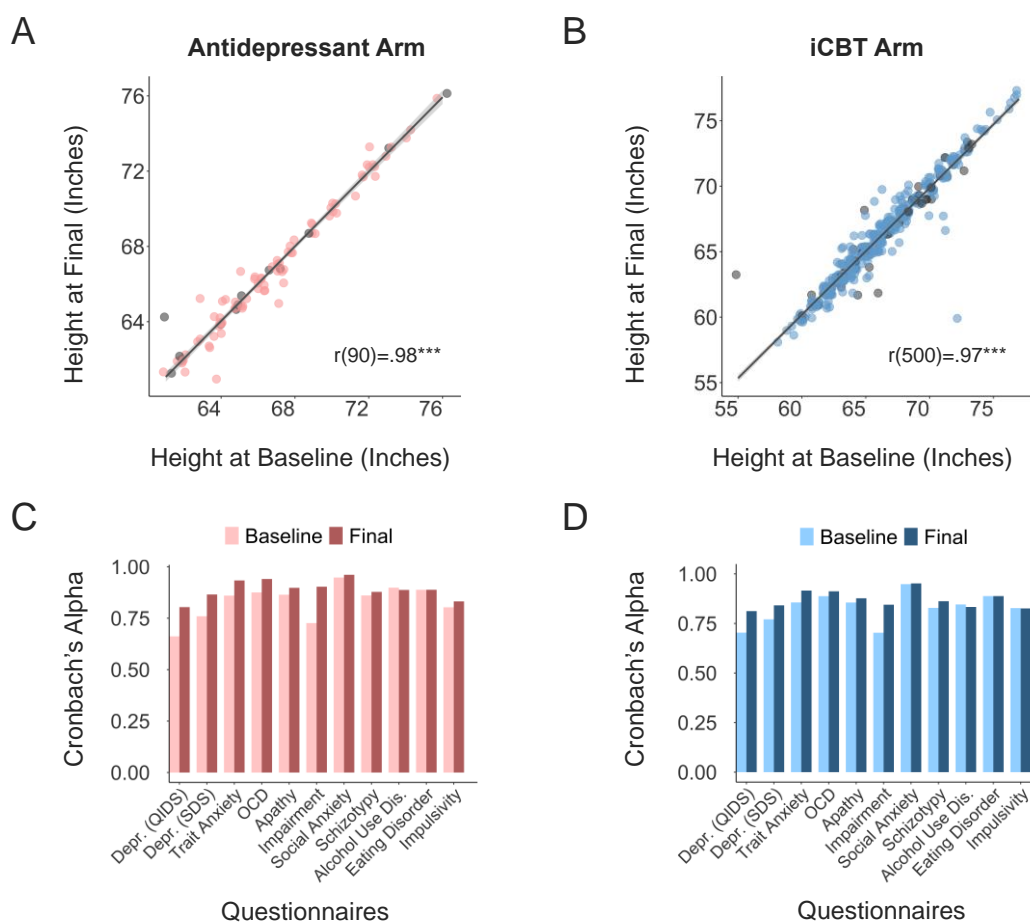 A
Antidepressant Arm
Height at Final (Inches)
76
72
68
64
r(90)=.98***
64 68 72 76
Height at Baseline (Inches)
B
iCBT Arm
Height at Final (Inches)
75
70
65
60
55
r(500)=.97***
55 60 65 70 75
Height at Baseline (Inches)
C
Baseline Final
Cronbach's Alpha
1.00
0.75
0.50
0.25
0.00
Depr. (QIDS)
Depr. (SDS)
Trait Anxiety
OCD
Apathy
Impairment
Social Anxiety
Schizotypy
Alcohol Use Dis.
Eating Disorder
Impulsivity
Questionnaires
D
Baseline Final
Cronbach's Alpha
1.00
0.75
0.50
0.25
0.00
Depr. (QIDS)
Depr. (SDS)
Trait Anxiety
OCD
Apathy
Impairment
Social Anxiety
Schizotypy
Alcohol Use Dis.
Eating Disorder
Impulsivity
Questionnaires